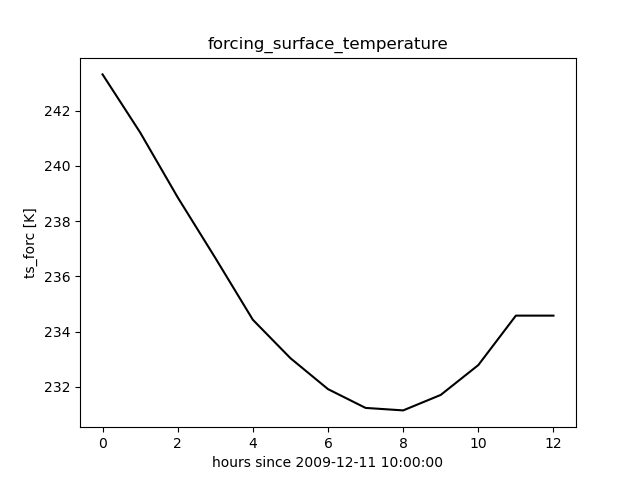 forcing_surface_temperature
ts_forc [K]
242
240
238
236
234
232
0 2 4 6 8 10 12
hours since 2009-12-11 10:00:00